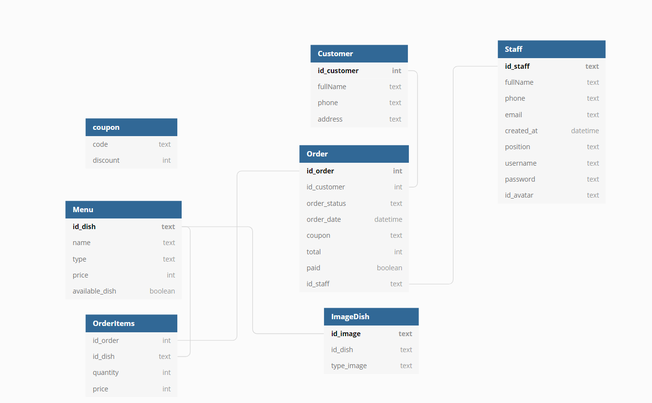 Customer
id_customer int
fullName text
phone text
address text
Staff
id_staff text
fullName text
phone text
email text
created_at datetime
position text
username text
password text
id_avatar text
coupon
code text
discount int
Order
id_order int
id_customer int
order_status text
order_date datetime
coupon text
total int
paid boolean
id_staff text
Menu
id_dish text
name text
type text
price int
available_dish boolean
OrderItems
id_order int
id_dish text
quantity int
price int
ImageDish
id_image text
id_dish text
type_image text